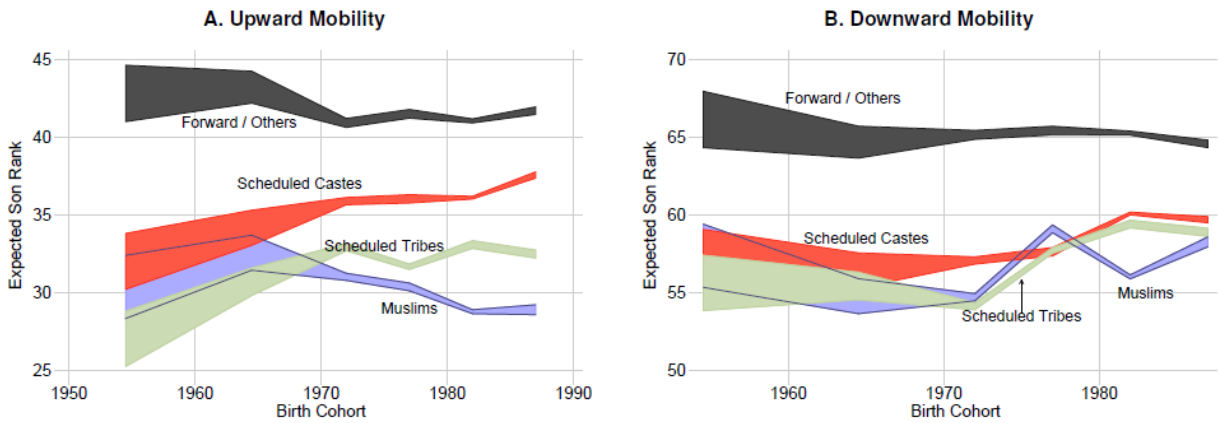 A. Upward Mobility
Expected Son Rank
45
40
35
30
25
Forward / Others
Scheduled Castes
Scheduled Tribes
Muslims
1950
1960
1970
1980
1990
Birth Cohort
B. Downward Mobility
Expected Son Rank
70
65
60
55
50
Forward / Others
Scheduled Castes
Muslims
Scheduled Tribes
1960
1970
1980
Birth Cohort